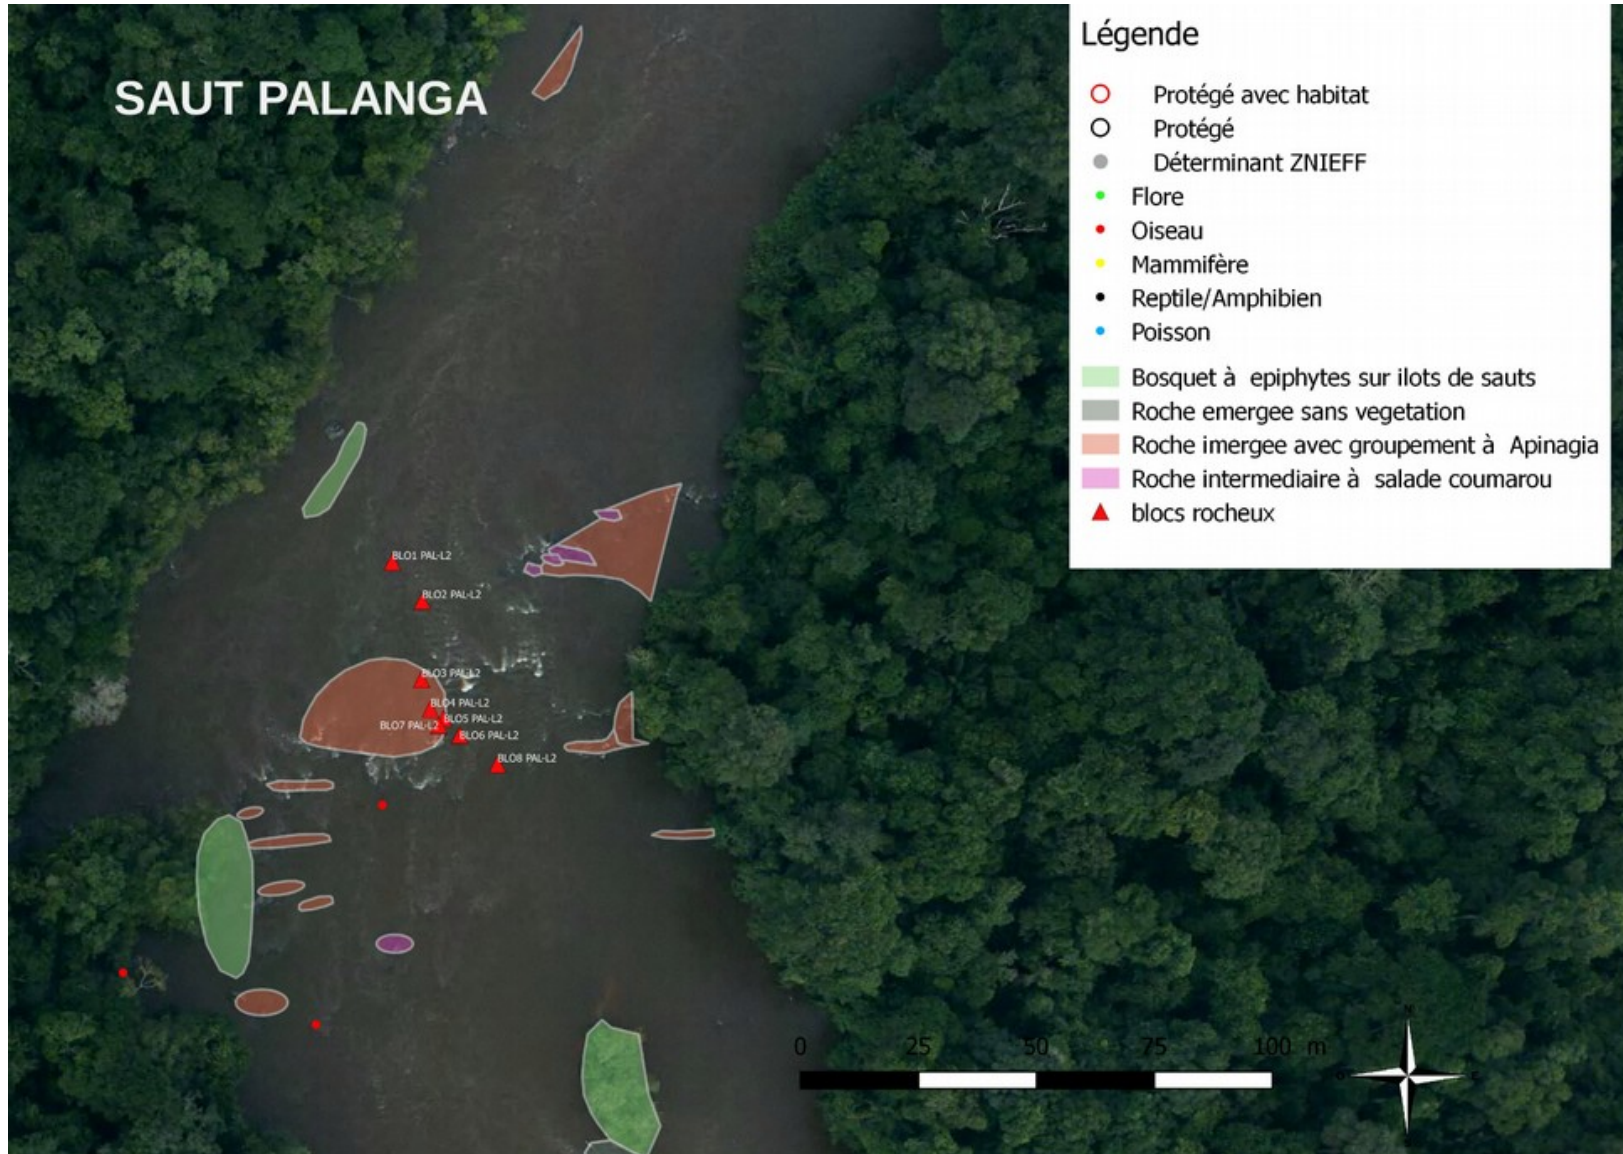 SAUT PALANGA
Légende
Protégé avec habitat
Protégé
Déterminant ZNIEFF
Flore
Oiseau
Mammifère
Reptile/Amphibien
Poisson
Bosquet à epiphytes sur ilots de sauts
Roche emergee sans vegetation
Roche imergee avec groupement à Apinagia
Roche intermediaire à salade coumarou
blocs rocheux
BLO1 PAL-L2
BLO2 PAL-L2
BLO3 PAL-L2
BLO4 PAL-L2
BLO5 PAL-L2
BLO7 PAL-L2
BLO6 PAL-L2
BLO8 PAL-L2
0 25 50 75 100 m